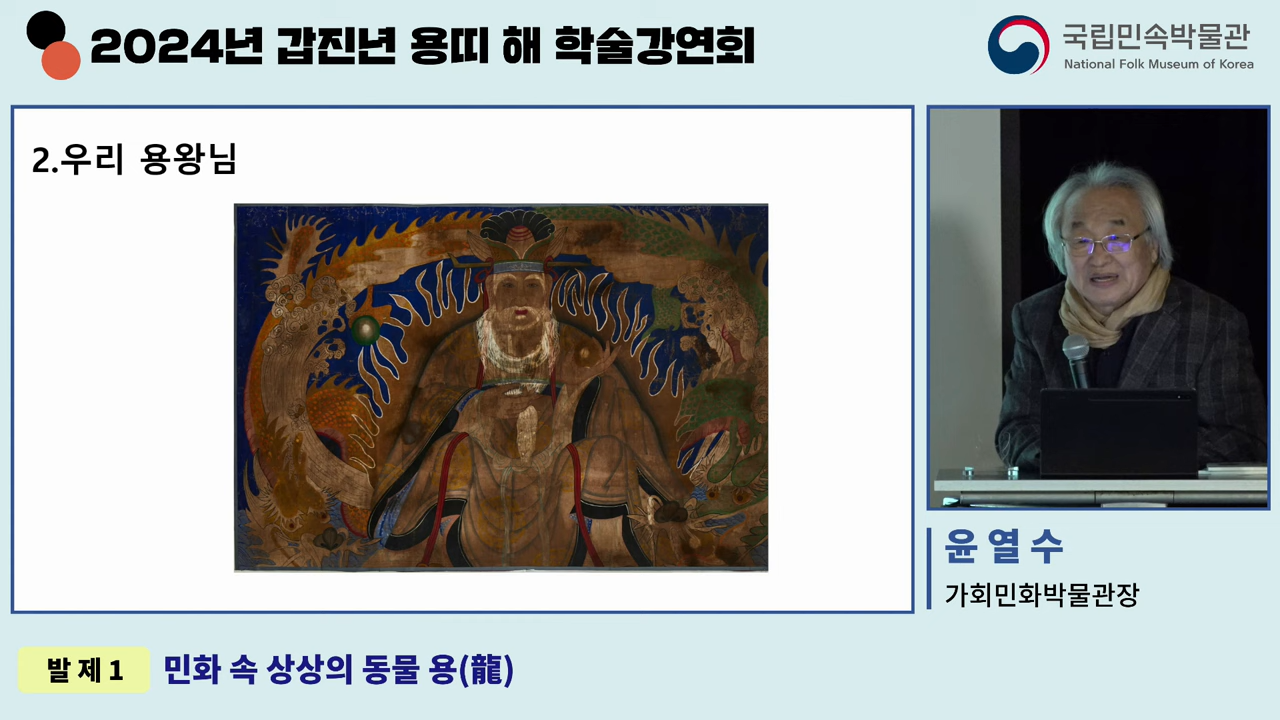 2024년 갑진년 용띠 해 학술강연회
국립민속박물관
National Folk Museum of Korea
2.우리 용왕님
윤열수
가회민화박물관장
발제1
민화 속 상상의 동물 용(龍)